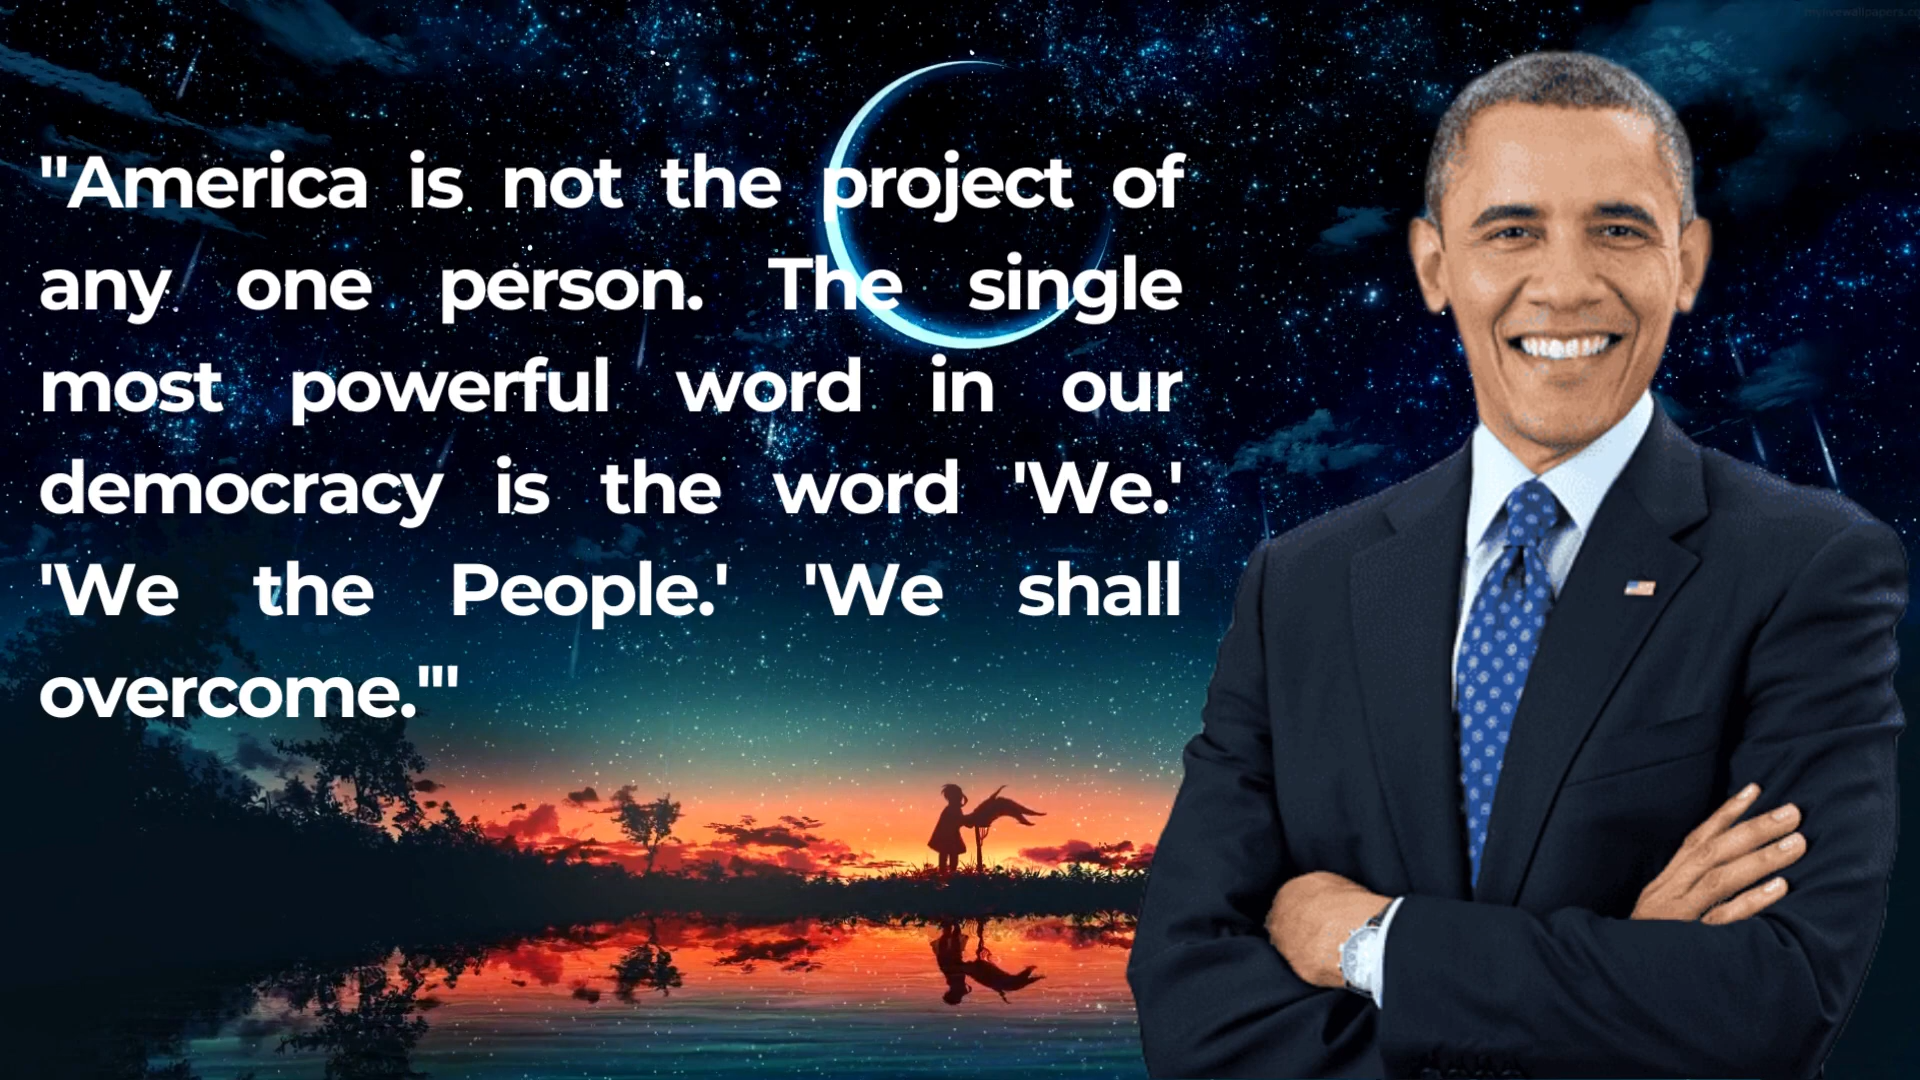 "America is not the project of
any one person. The single
most powerful word in our
democracy is the word 'We.'
'We the People.' 'We shall
overcome.'"